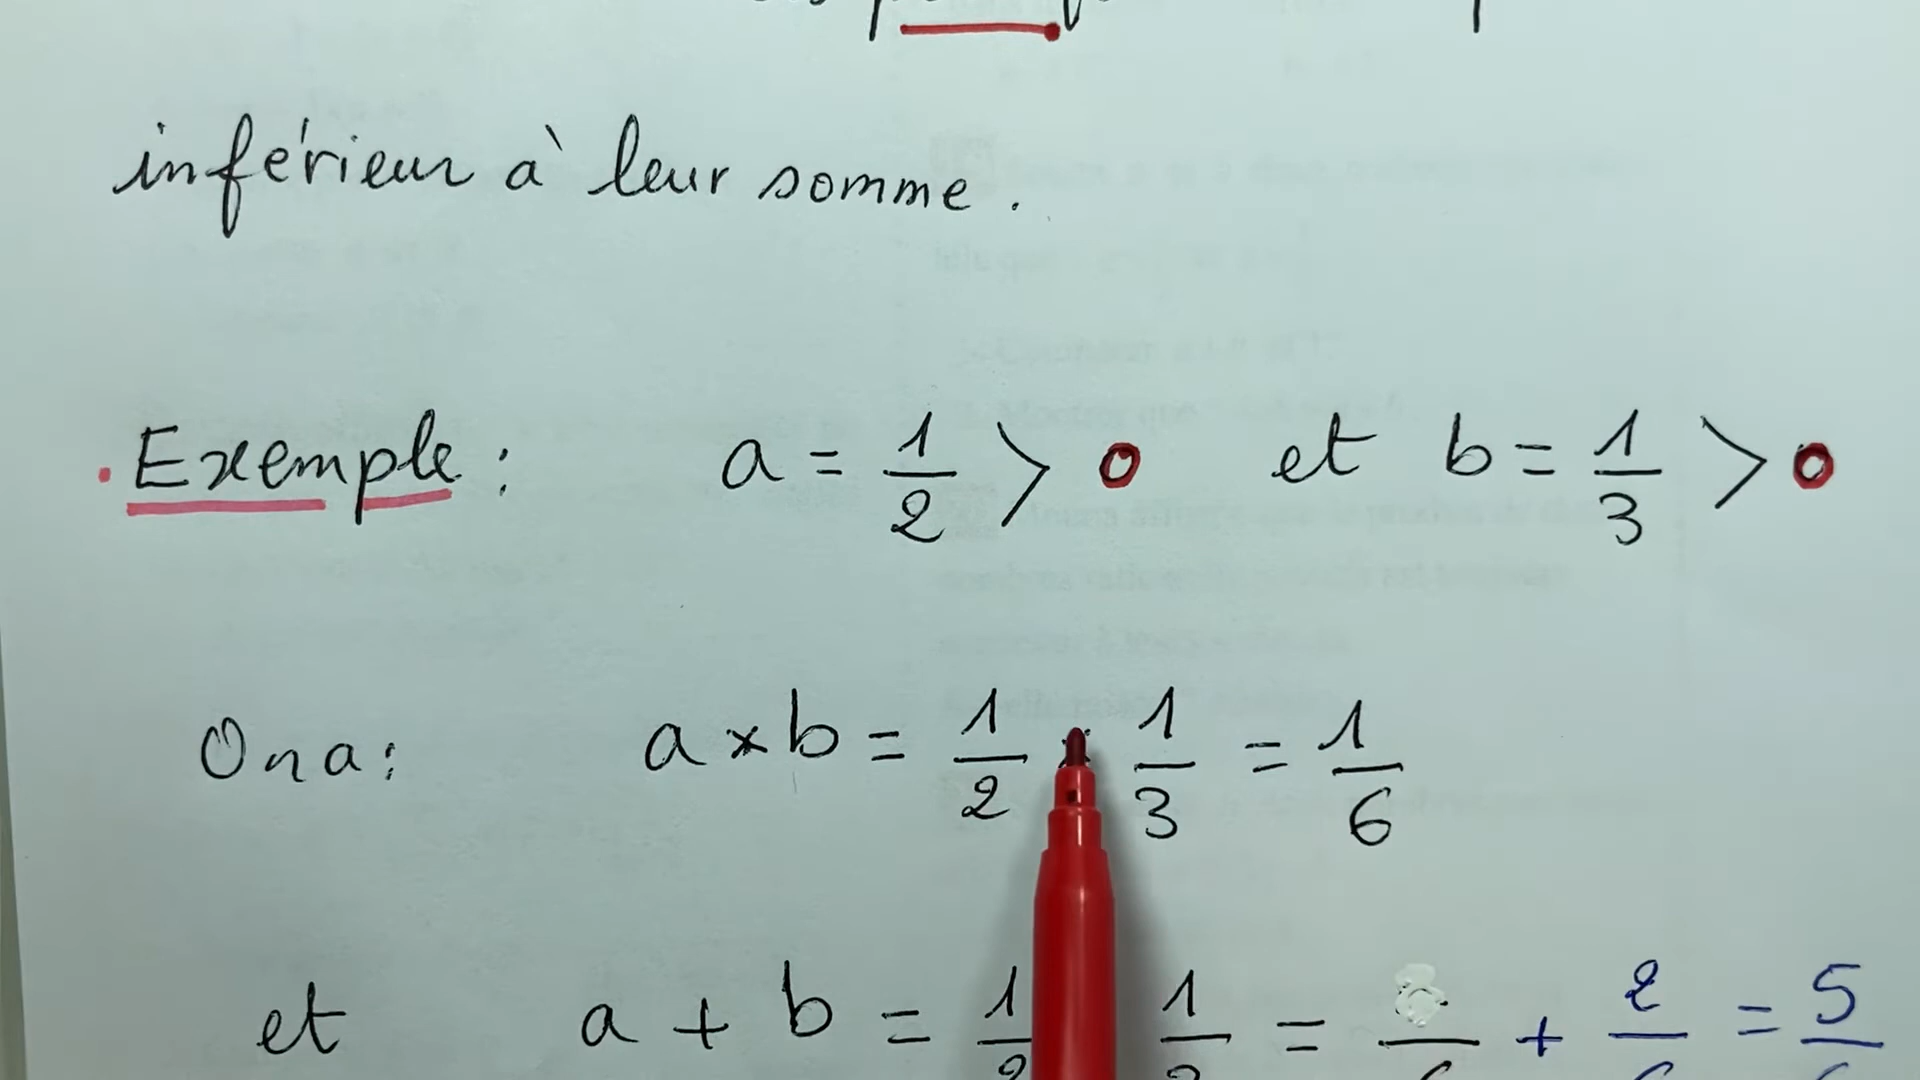 inférieur à leur somme.
Exemple : a = 1/2 > 0 et b = 1/3 > 0
On a : a × b = 1/2 × 1/3 = 1/6
et a + b = 1/2 1/3 = /6 + 2/6 = 5/6